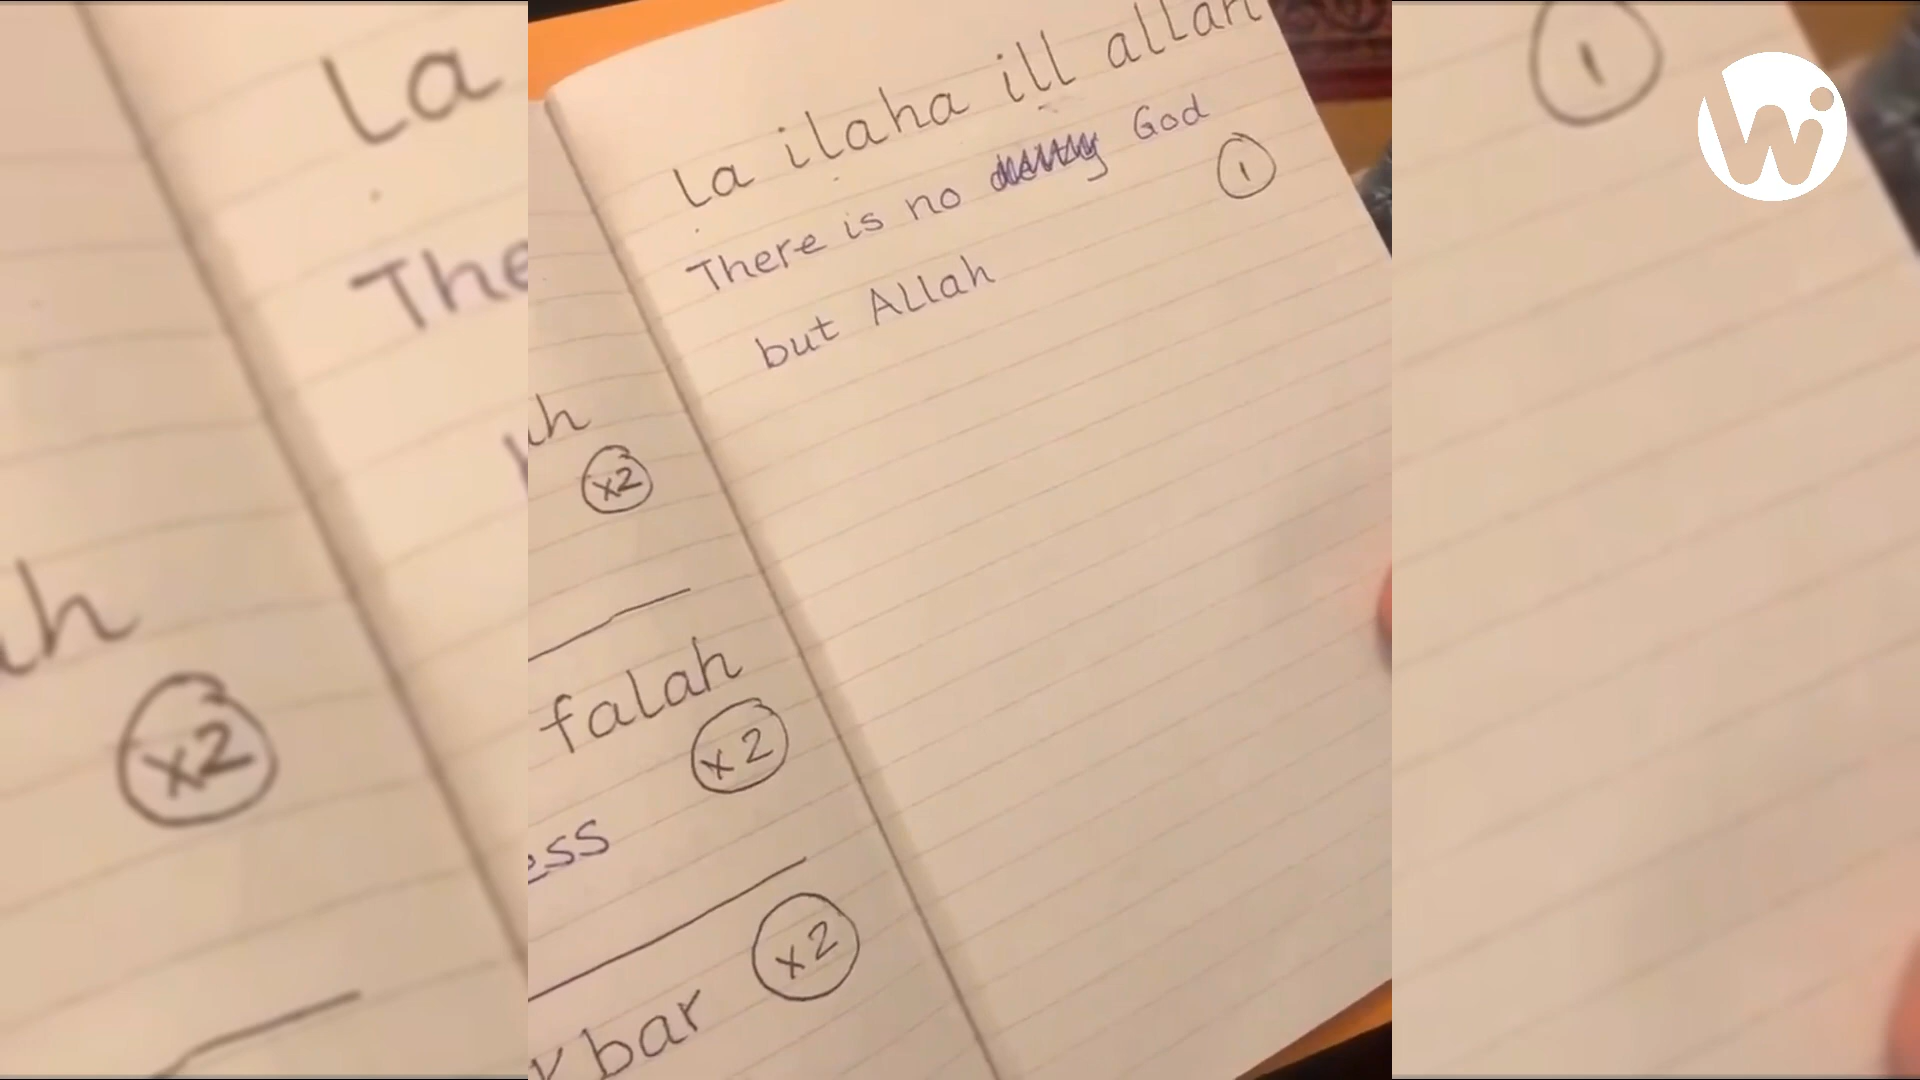 ah
x2
falah
x2
ess
bar x2
La ilaha ill allah
There is no God
1
but Allah